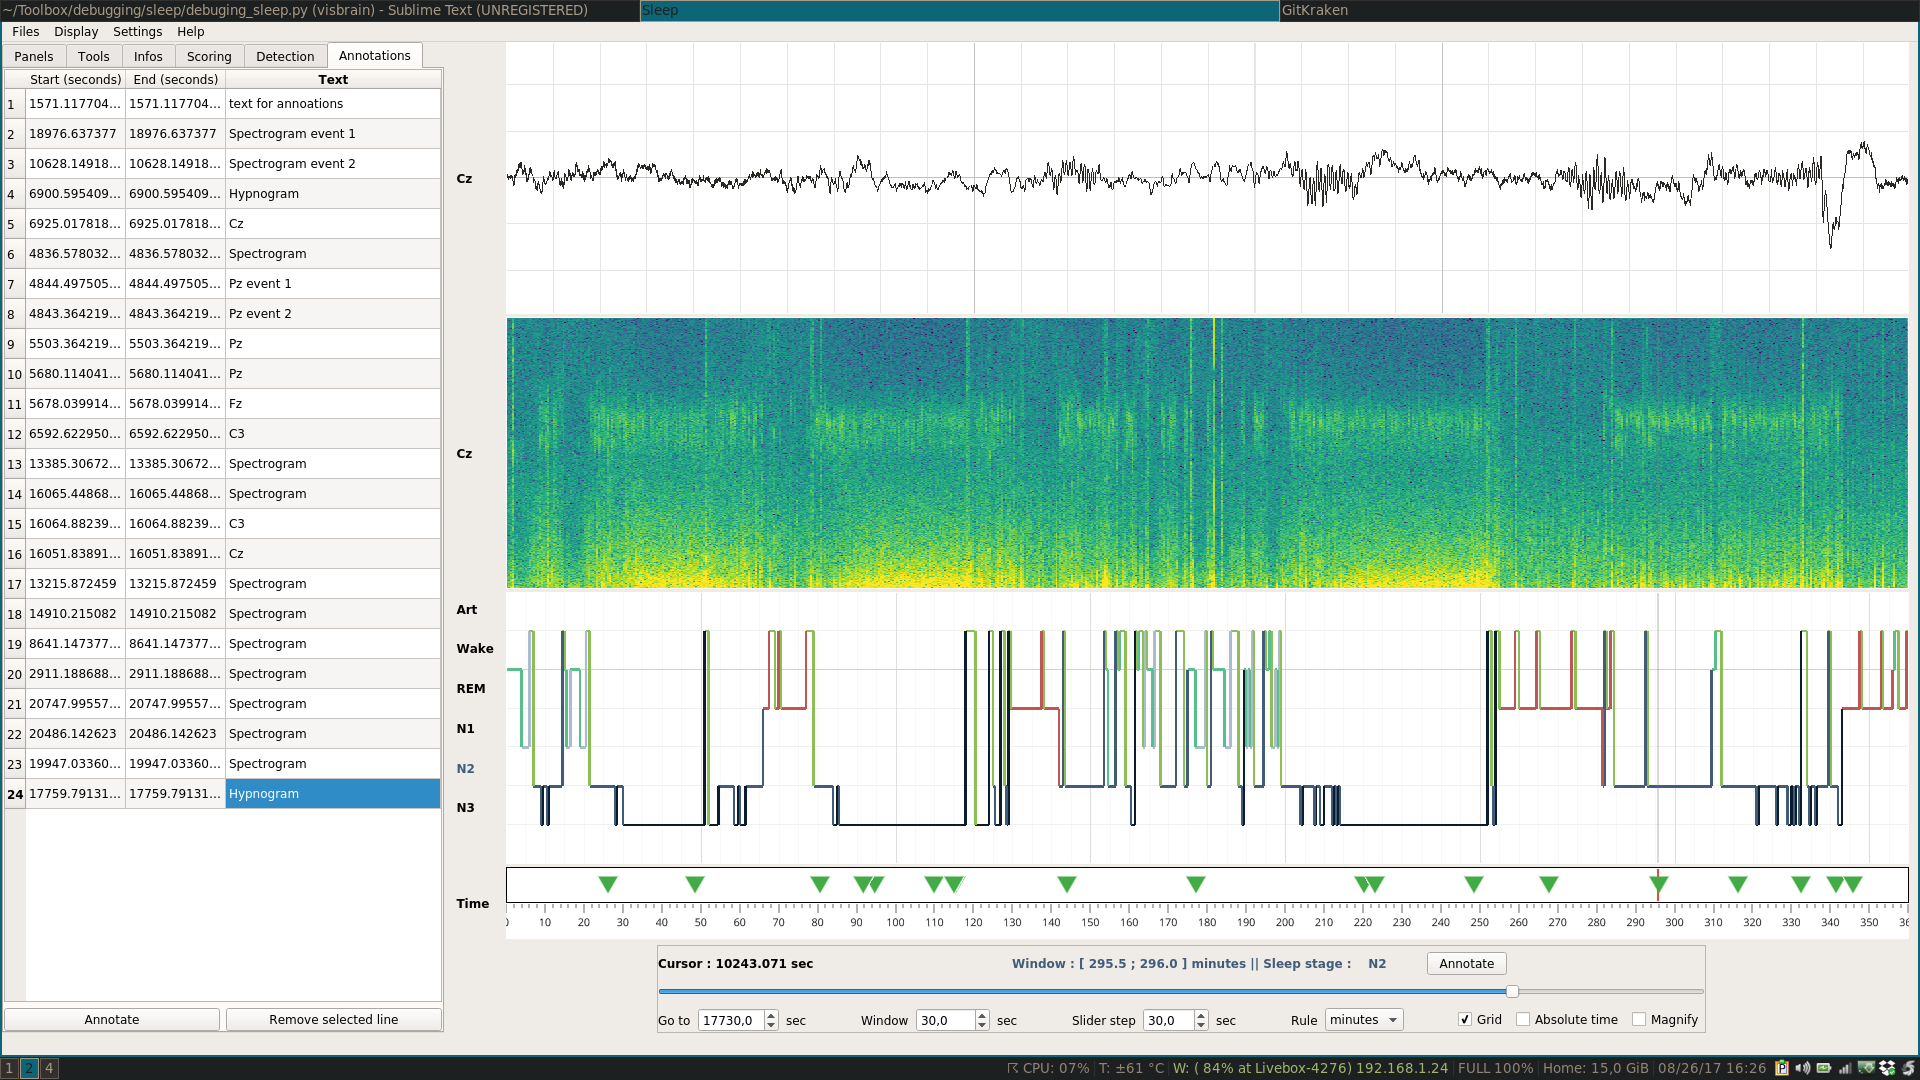 ~/Toolbox/debugging/sleep/debuging_sleep.py (visbrain) - Sublime Text (UNREGISTERED) Sleep GitKraken
Files Display Settings Help
Panels Tools Infos Scoring Detection Annotations
Start (seconds) End (seconds) Text
1 1571.117704... 1571.117704... text for annoations
2 18976.637377 18976.637377 Spectrogram event 1
3 10628.14918... 10628.14918... Spectrogram event 2
4 6900.595409... 6900.595409... Hypnogram
5 6925.017818... 6925.017818... Cz
6 4836.578032... 4836.578032... Spectrogram
7 4844.497505... 4844.497505... Pz event 1
8 4843.364219... 4843.364219... Pz event 2
9 5503.364219... 5503.364219... Pz
10 5680.114041... 5680.114041... Pz
11 5678.039914... 5678.039914... Fz
12 6592.622950... 6592.622950... C3
13 13385.30672... 13385.30672... Spectrogram
14 16065.44868... 16065.44868... Spectrogram
15 16064.88239... 16064.88239... C3
16 16051.83891... 16051.83891... Cz
17 13215.872459 13215.872459 Spectrogram
18 14910.215082 14910.215082 Spectrogram
19 8641.147377... 8641.147377... Spectrogram
20 2911.188688... 2911.188688... Spectrogram
21 20747.99557... 20747.99557... Spectrogram
22 20486.142623 20486.142623 Spectrogram
23 19947.03360... 19947.03360... Spectrogram
24 17759.79131... 17759.79131... Hypnogram
Annotate Remove selected line
Cz
Cz
Art
Wake
REM
N1
N2
N3
Time
10 20 30 40 50 60 70 80 90 100 110 120 130 140 150 160 170 180 190 200 210 220 230 240 250 260 270 280 290 300 310 320 330 340 350
Cursor : 10243.071 sec Window : [ 295.5 ; 296.0 ] minutes || Sleep stage : N2 Annotate
Go to 17730,0 sec Window 30,0 sec Slider step 30,0 sec Rule minutes Grid Absolute time Magnify
1 2 4 CPU: 07% T: ±61 °C W: ( 84% at Livebox-4276) 192.168.1.24 FULL 100% Home: 15,0 GiB 08/26/17 16:26